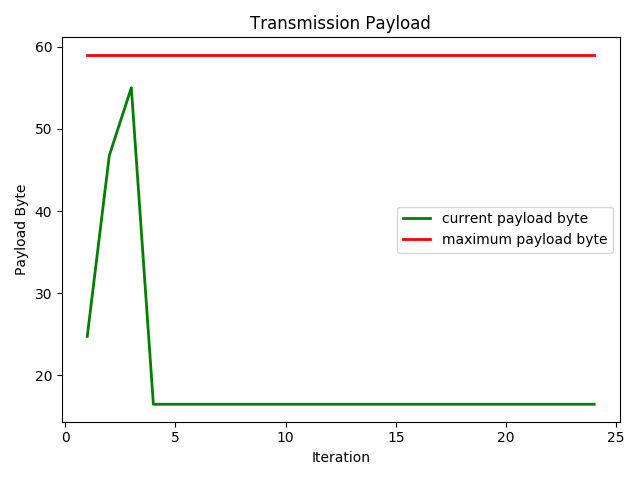 Transmission Payload
60
50
40
30
20
Payload Byte
current payload byte
maximum payload byte
0 5 10 15 20 25
Iteration